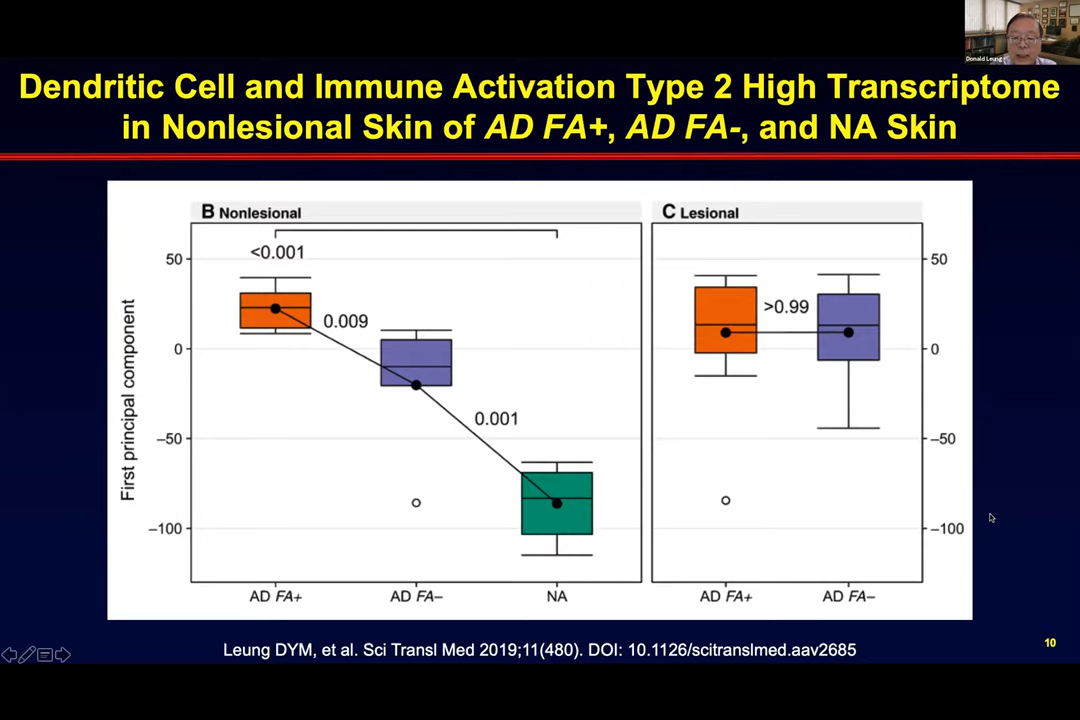 Donald Leung
Dendritic Cell and Immune Activation Type 2 High Transcriptome
in Nonlesional Skin of AD FA+, AD FA-, and NA Skin
B Nonlesional
C Lesional
<0.001
0.009
0.001
>0.99
First principal component
50
0
–50
–100
50
0
–50
–100
AD FA+
AD FA–
NA
AD FA+
AD FA–
Leung DYM, et al. Sci Transl Med 2019;11(480). DOI: 10.1126/scitranslmed.aav2685
10